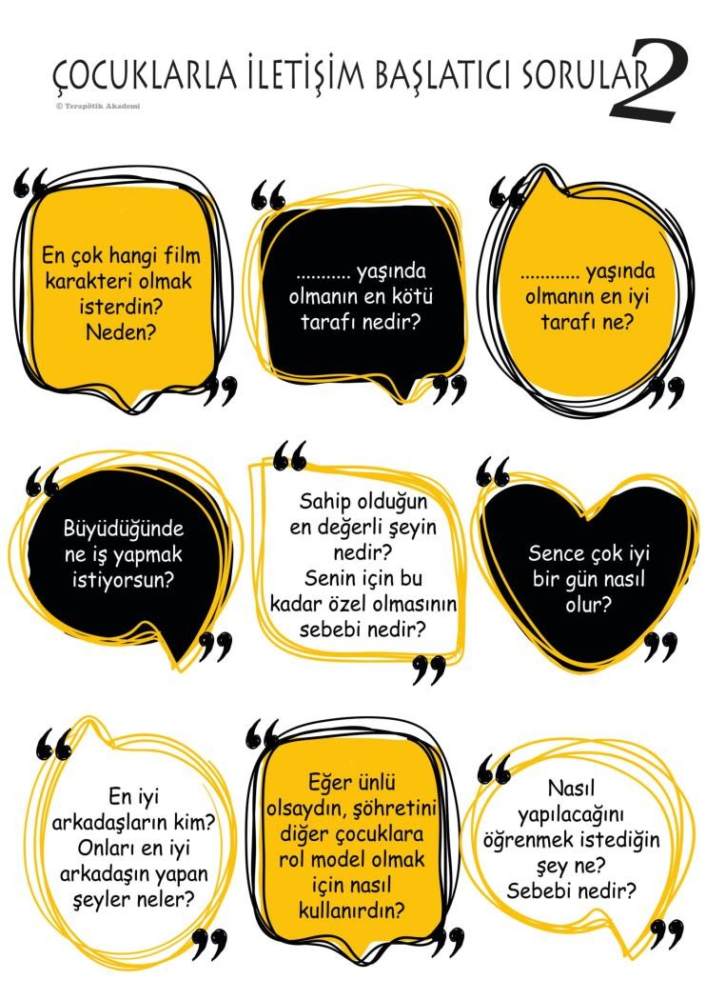 ÇOCUKLARLA İLETİŞİM BAŞLATICI SORULAR 2
© Terapötik Akademi
En çok hangi film
karakteri olmak
isterdin?
Neden?
........... yaşında
olmanın en kötü
tarafı nedir?
............ yaşında
olmanın en iyi
tarafı ne?
Büyüdüğünde
ne iş yapmak
istiyorsun?
Sahip olduğun
en değerli şeyin
nedir?
Senin için bu
kadar özel olmasının
sebebi nedir?
Sence çok iyi
bir gün nasıl
olur?
En iyi
arkadaşların kim?
Onları en iyi
arkadaşın yapan
şeyler neler?
Eğer ünlü
olsaydın, şöhretini
diğer çocuklara
rol model olmak
için nasıl
kullanırdın?
Nasıl
yapılacağını
öğrenmek istediğin
şey ne?
Sebebi nedir?